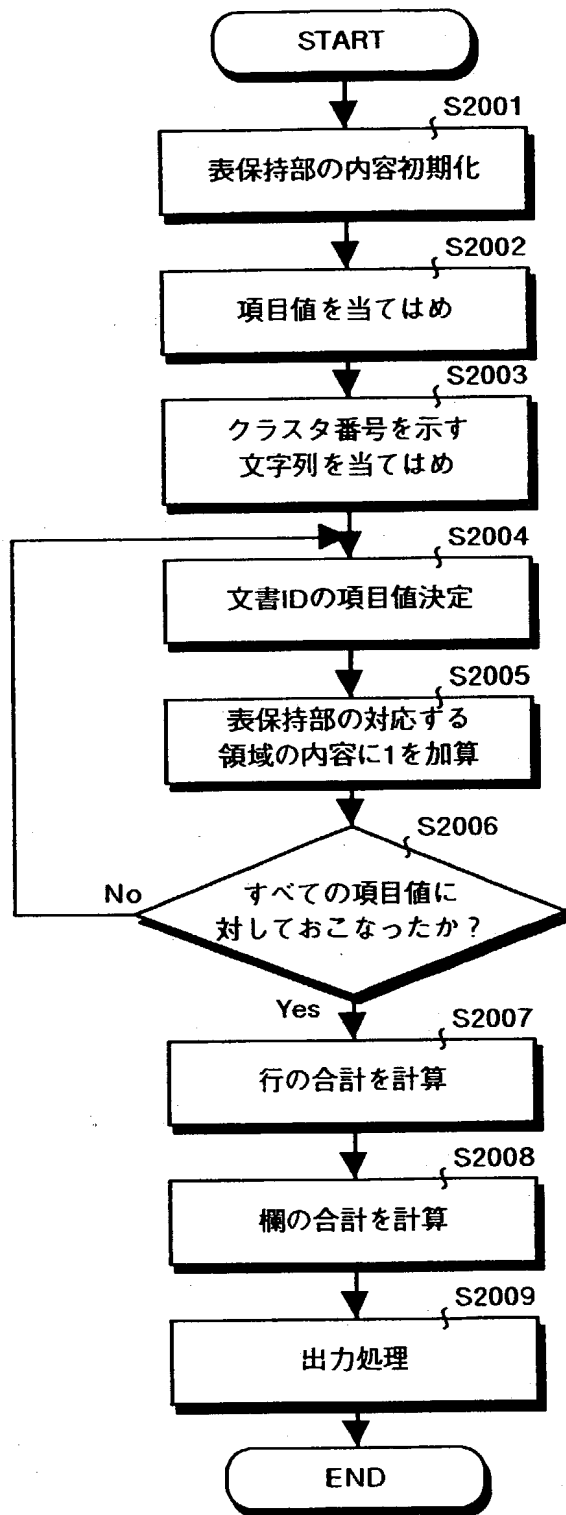 START
S2001
表保持部の内容初期化
S2002
項目値を当てはめ
S2003
クラスタ番号を示す
文字列を当てはめ
S2004
文書IDの項目値決定
S2005
表保持部の対応する
領域の内容に1を加算
S2006
No
すべての項目値に
対しておこなったか？
Yes
S2007
行の合計を計算
S2008
欄の合計を計算
S2009
出力処理
END